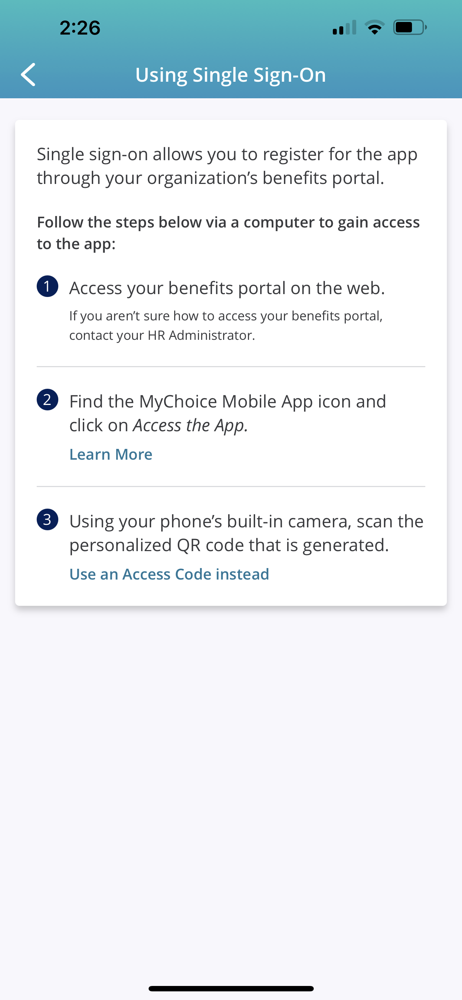 2:26
Using Single Sign-On
Single sign-on allows you to register for the app
through your organization’s benefits portal.
Follow the steps below via a computer to gain access
to the app:
1 Access your benefits portal on the web.
If you aren’t sure how to access your benefits portal,
contact your HR Administrator.
2 Find the MyChoice Mobile App icon and
click on Access the App.
Learn More
3 Using your phone’s built-in camera, scan the
personalized QR code that is generated.
Use an Access Code instead